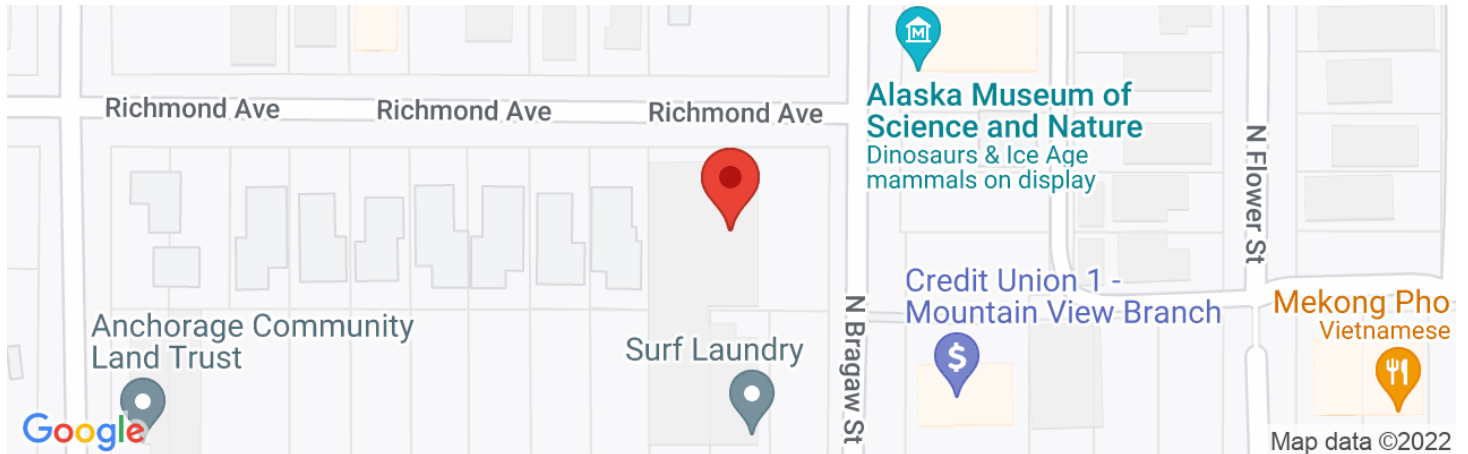 Richmond Ave
Richmond Ave
Richmond Ave
Alaska Museum of
Science and Nature
Dinosaurs & Ice Age
mammals on display
N Flower St
Credit Union 1 -
Mountain View Branch
Mekong Pho
Vietnamese
N Bragaw St
Anchorage Community
Land Trust
Surf Laundry
Google
Map data ©2022